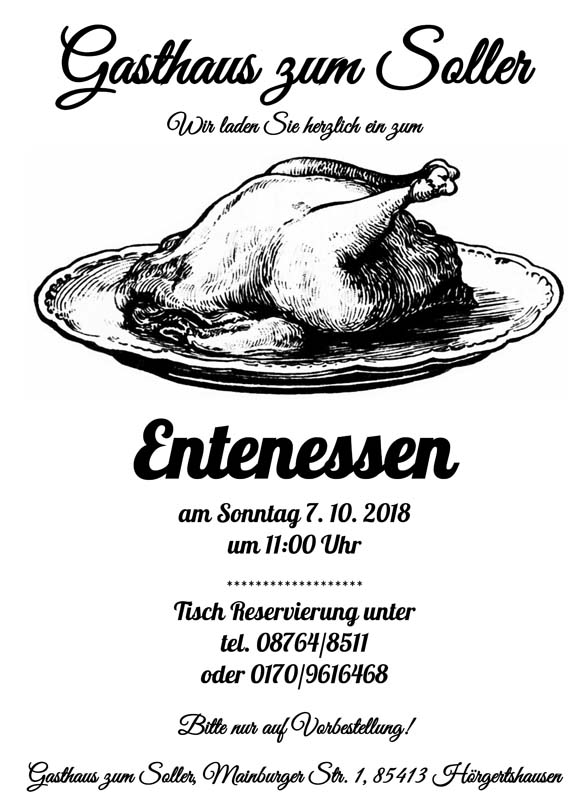 Gasthaus zum Soller
Wir laden Sie herzlich ein zum
Entenessen
am Sonntag 7. 10. 2018
um 11:00 Uhr
*******************
Tisch Reservierung unter
tel. 08764/8511
oder 0170/9616468
Bitte nur auf Vorbestellung!
Gasthaus zum Soller, Mainburger Str. 1, 85413 Hörgertshausen